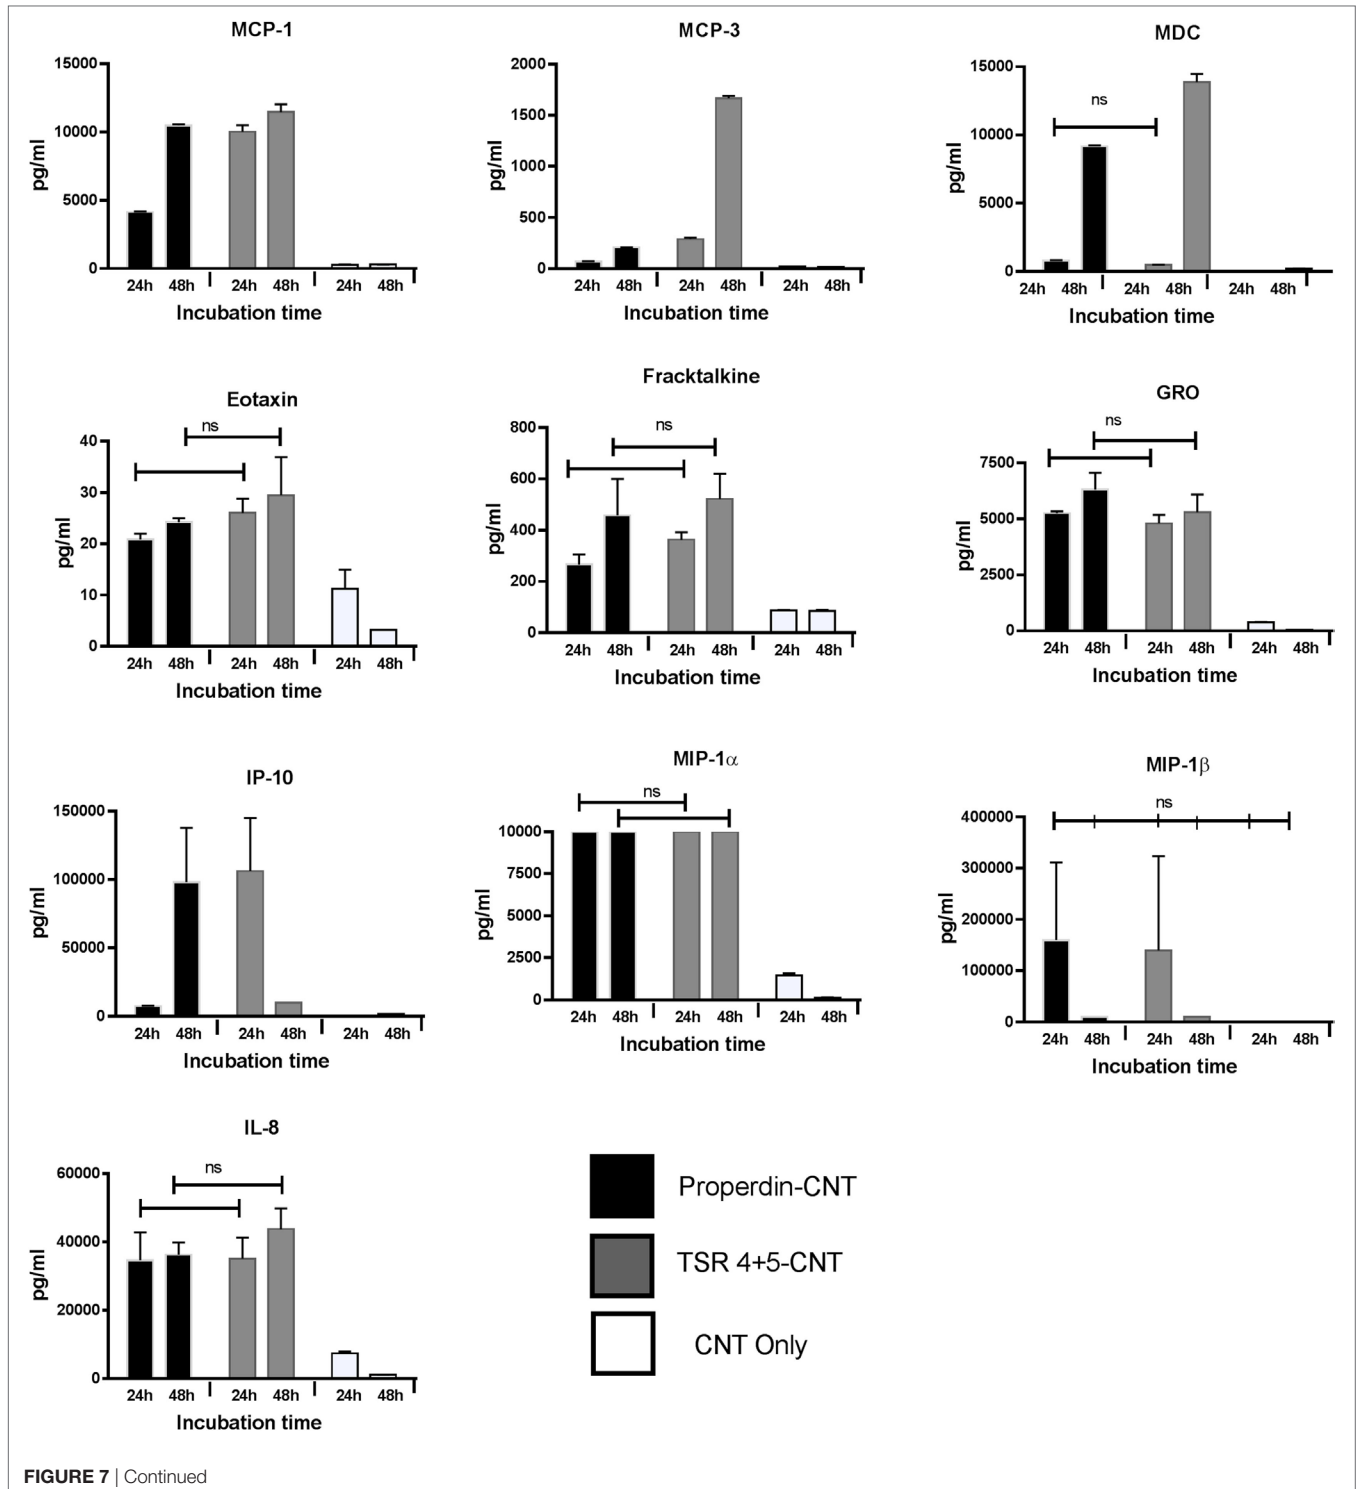 MCP-1
15000
10000
5000
0
pg/ml
24h 48h 24h 48h 24h 48h
Incubation time
MCP-3
2000
1500
1000
500
0
pg/ml
24h 48h 24h 48h 24h 48h
Incubation time
MDC
ns
15000
10000
5000
0
pg/ml
24h 48h 24h 48h 24h 48h
Incubation time
Eotaxin
ns
40
30
20
10
0
pg/ml
24h 48h 24h 48h 24h 48h
Incubation time
Fracktalkine
ns
800
600
400
200
0
pg/ml
24h 48h 24h 48h 24h 48h
Incubation time
GRO
ns
7500
5000
2500
0
pg/ml
24h 48h 24h 48h 24h 48h
Incubation time
IP-10
150000
100000
50000
0
pg/ml
24h 48h 24h 48h 24h 48h
Incubation time
MIP-1α
ns
10000
7500
5000
2500
0
pg/ml
24h 48h 24h 48h 24h 48h
Incubation time
MIP-1β
ns
400000
300000
200000
100000
0
pg/ml
24h 48h 24h 48h 24h 48h
Incubation time
IL-8
ns
60000
40000
20000
0
pg/ml
24h 48h 24h 48h 24h 48h
Incubation time
Properdin-CNT
TSR 4+5-CNT
CNT Only
FIGURE 7 | Continued